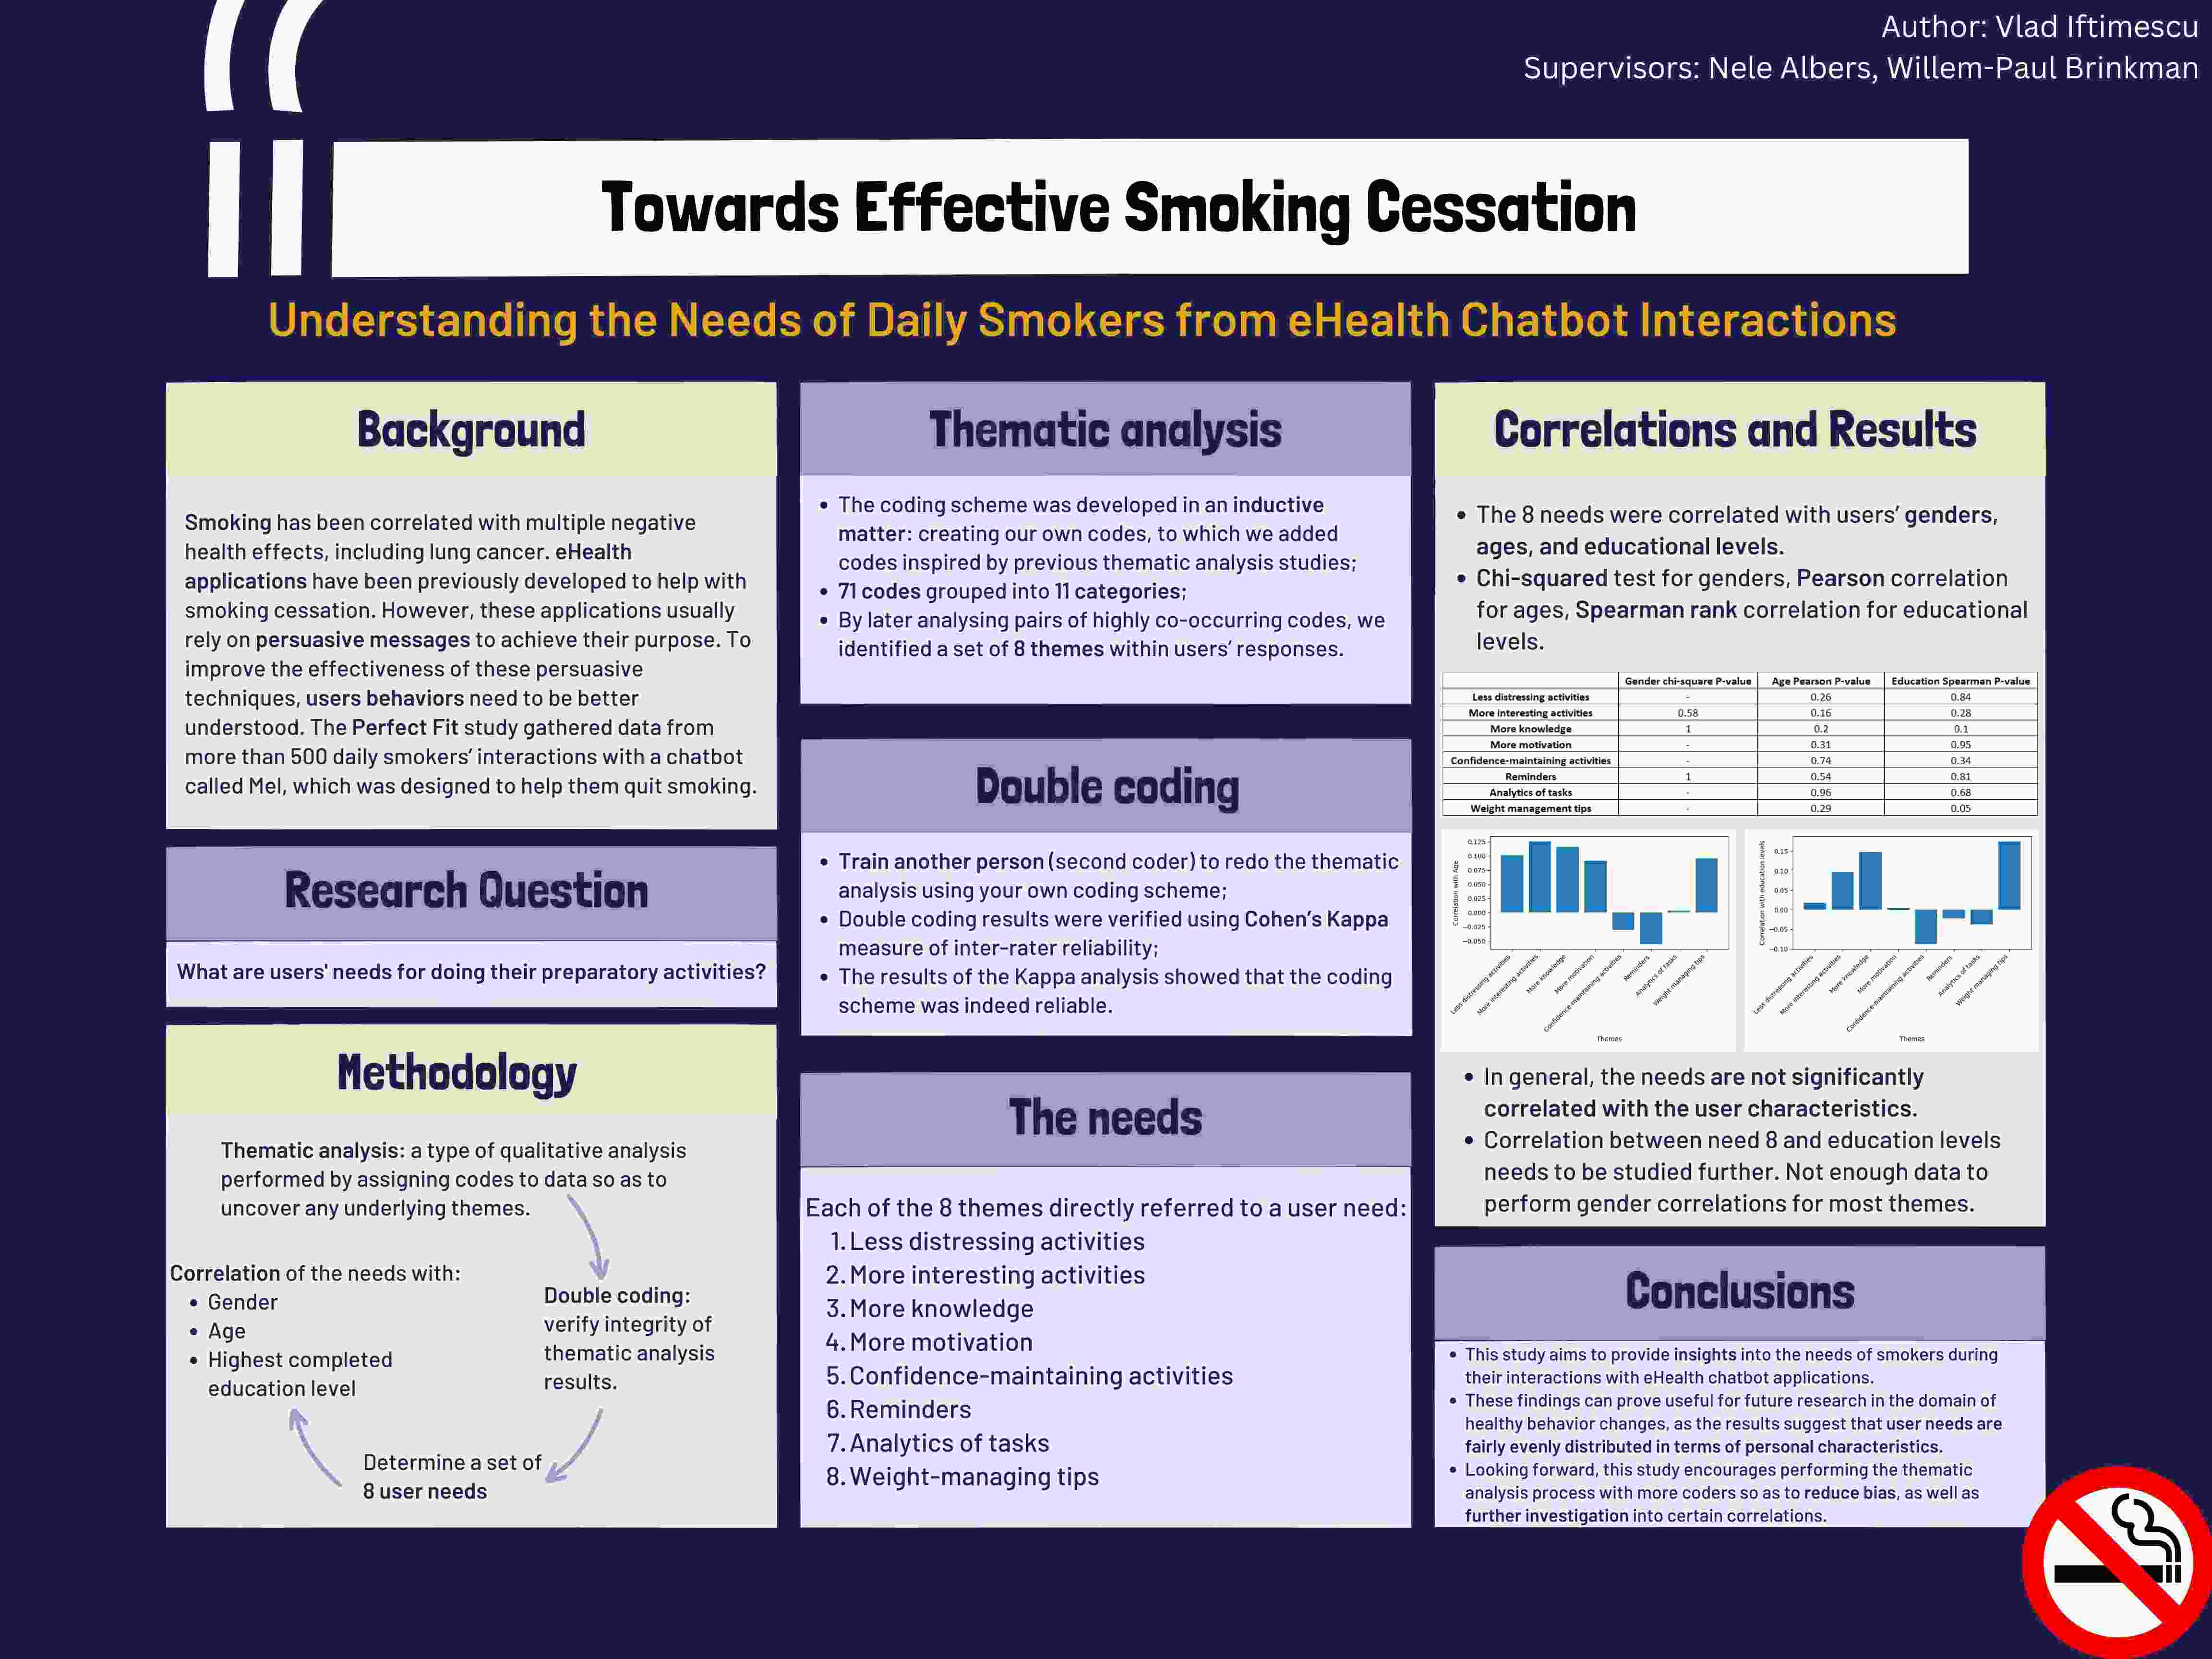 Author: Vlad Iftimescu
Supervisors: Nele Albers, Willem-Paul Brinkman
Towards Effective Smoking Cessation
Understanding the Needs of Daily Smokers from eHealth Chatbot Interactions
Background
Smoking has been correlated with multiple negative
health effects, including lung cancer. eHealth
applications have been previously developed to help with
smoking cessation. However, these applications usually
rely on persuasive messages to achieve their purpose. To
improve the effectiveness of these persuasive
techniques, users behaviors need to be better
understood. The Perfect Fit study gathered data from
more than 500 daily smokers' interactions with a chatbot
called Mel, which was designed to help them quit smoking.
Research Question
What are users' needs for doing their preparatory activities?
Methodology
Thematic analysis: a type of qualitative analysis
performed by assigning codes to data so as to
uncover any underlying themes.
Double coding:
verify integrity of
thematic analysis
results.
Determine a set of
8 user needs
Correlation of the needs with:
• Gender
• Age
• Highest completed
education level
Thematic analysis
• The coding scheme was developed in an inductive
matter: creating our own codes, to which we added
codes inspired by previous thematic analysis studies;
• 71 codes grouped into 11 categories;
• By later analysing pairs of highly co-occurring codes, we
identified a set of 8 themes within users' responses.
Double coding
• Train another person (second coder) to redo the thematic
analysis using your own coding scheme;
• Double coding results were verified using Cohen's Kappa
measure of inter-rater reliability;
• The results of the Kappa analysis showed that the coding
scheme was indeed reliable.
The needs
Each of the 8 themes directly referred to a user need:
1. Less distressing activities
2. More interesting activities
3. More knowledge
4. More motivation
5. Confidence-maintaining activities
6. Reminders
7. Analytics of tasks
8. Weight-managing tips
Correlations and Results
• The 8 needs were correlated with users' genders,
ages, and educational levels.
• Chi-squared test for genders, Pearson correlation
for ages, Spearman rank correlation for educational
levels.
Gender chi-square P-value Age Pearson P-value Education Spearman P-value
Less distressing activities - 0.26 0.84
More interesting activities 0.58 0.16 0.28
More knowledge 1 0.2 0.1
More motivation - 0.31 0.95
Confidence-maintaining activities - 0.74 0.34
Reminders 1 0.54 0.81
Analytics of tasks - 0.96 0.68
Weight management tips - 0.29 0.05
Correlation with Age
0.125
0.100
0.075
0.050
0.025
0.000
−0.025
−0.050
Less distressing activities
More interesting activities
More knowledge
More motivation
Confidence-maintaining activities
Reminders
Analytics of tasks
Weight managing tips
Themes
Correlation with education levels
0.15
0.10
0.05
0.00
−0.05
−0.10
Less distressing activities
More interesting activities
More knowledge
More motivation
Confidence-maintaining activities
Reminders
Analytics of tasks
Weight managing tips
Themes
• In general, the needs are not significantly
correlated with the user characteristics.
• Correlation between need 8 and education levels
needs to be studied further. Not enough data to
perform gender correlations for most themes.
Conclusions
• This study aims to provide insights into the needs of smokers during
their interactions with eHealth chatbot applications.
• These findings can prove useful for future research in the domain of
healthy behavior changes, as the results suggest that user needs are
fairly evenly distributed in terms of personal characteristics.
• Looking forward, this study encourages performing the thematic
analysis process with more coders so as to reduce bias, as well as
further investigation into certain correlations.